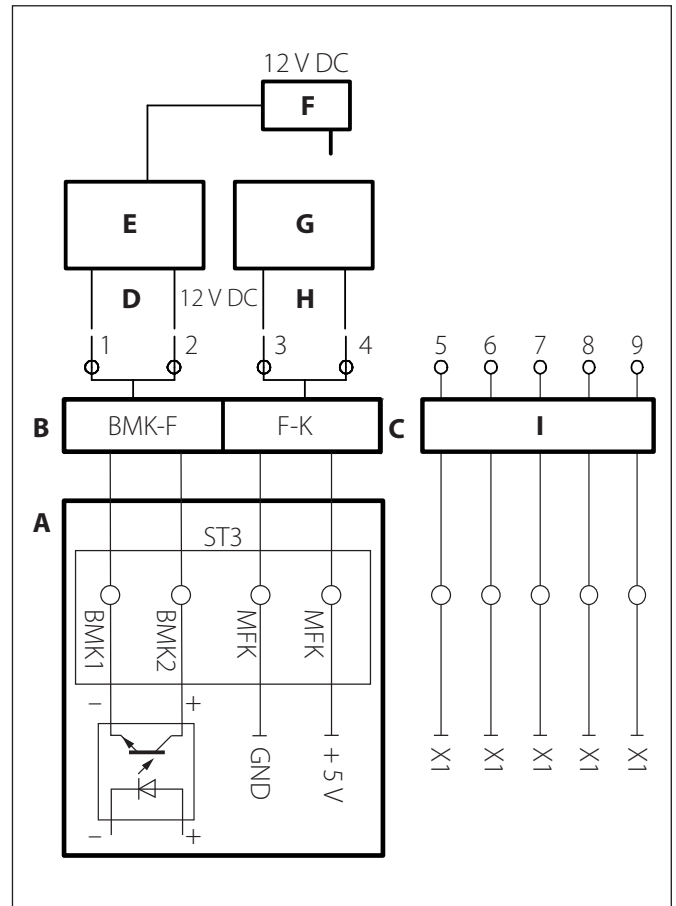 12 V DC
F
E
G
D
12 V DC
H
1
2
3
4
5
6
7
8
9
B
BMK-F
F-K
C
I
A
ST3
BMK1
BMK2
MFK
MFK
- +
GND
+ 5 V
- +
X1
X1
X1
X1
X1